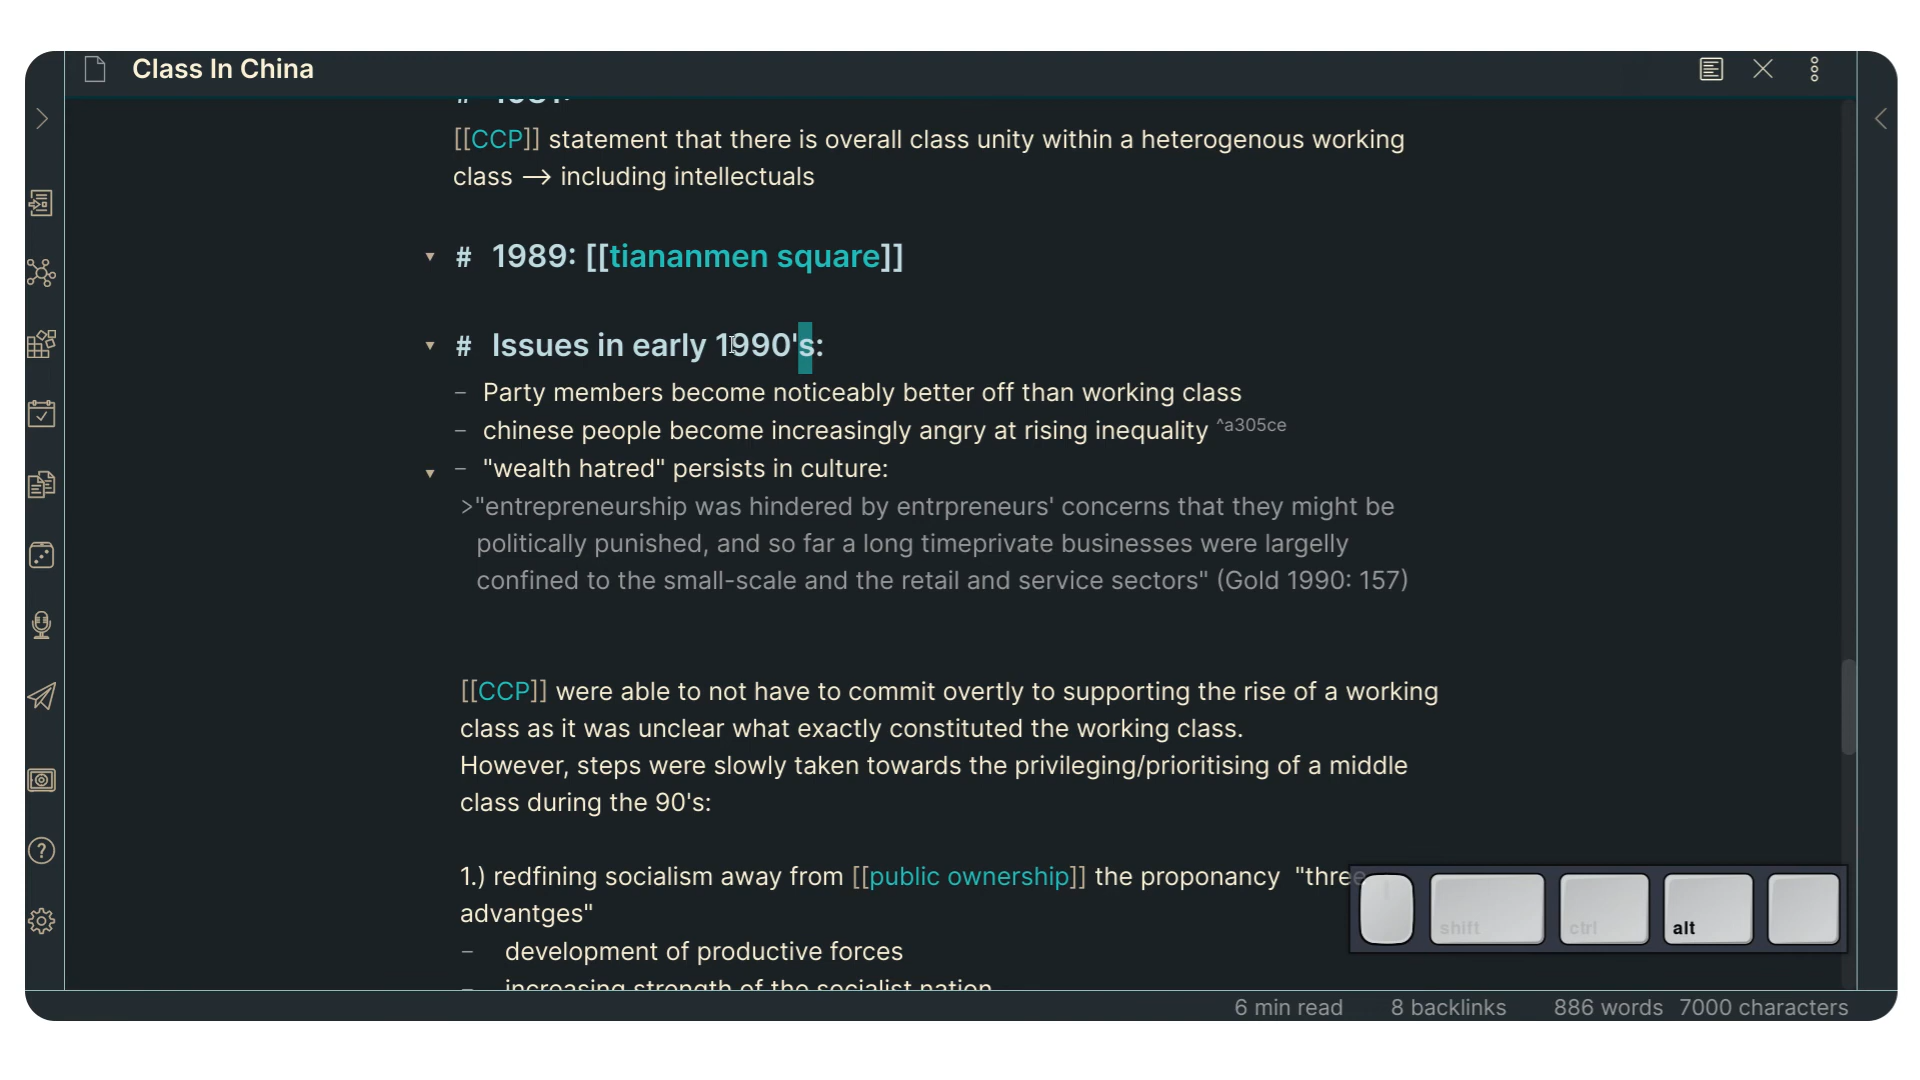 Class In China
[[CCP]] statement that there is overall class unity within a heterogenous working
class → including intellectuals
# 1989: [[tiananmen square]]
# Issues in early 1990's:
– Party members become noticeably better off than working class
– chinese people become increasingly angry at rising inequality ^a305ce
– "wealth hatred" persists in culture:
>"entrepreneurship was hindered by entrpreneurs' concerns that they might be
politically punished, and so far a long timeprivate businesses were largelly
confined to the small-scale and the retail and service sectors" (Gold 1990: 157)
[[CCP]] were able to not have to commit overtly to supporting the rise of a working
class as it was unclear what exactly constituted the working class.
However, steps were slowly taken towards the privileging/prioritising of a middle
class during the 90's:
1.) redfining socialism away from [[public ownership]] the proponancy "three
advantges"
– development of productive forces
– increasing strength of the socialist nation
shift ctrl alt
6 min read 8 backlinks 886 words 7000 characters